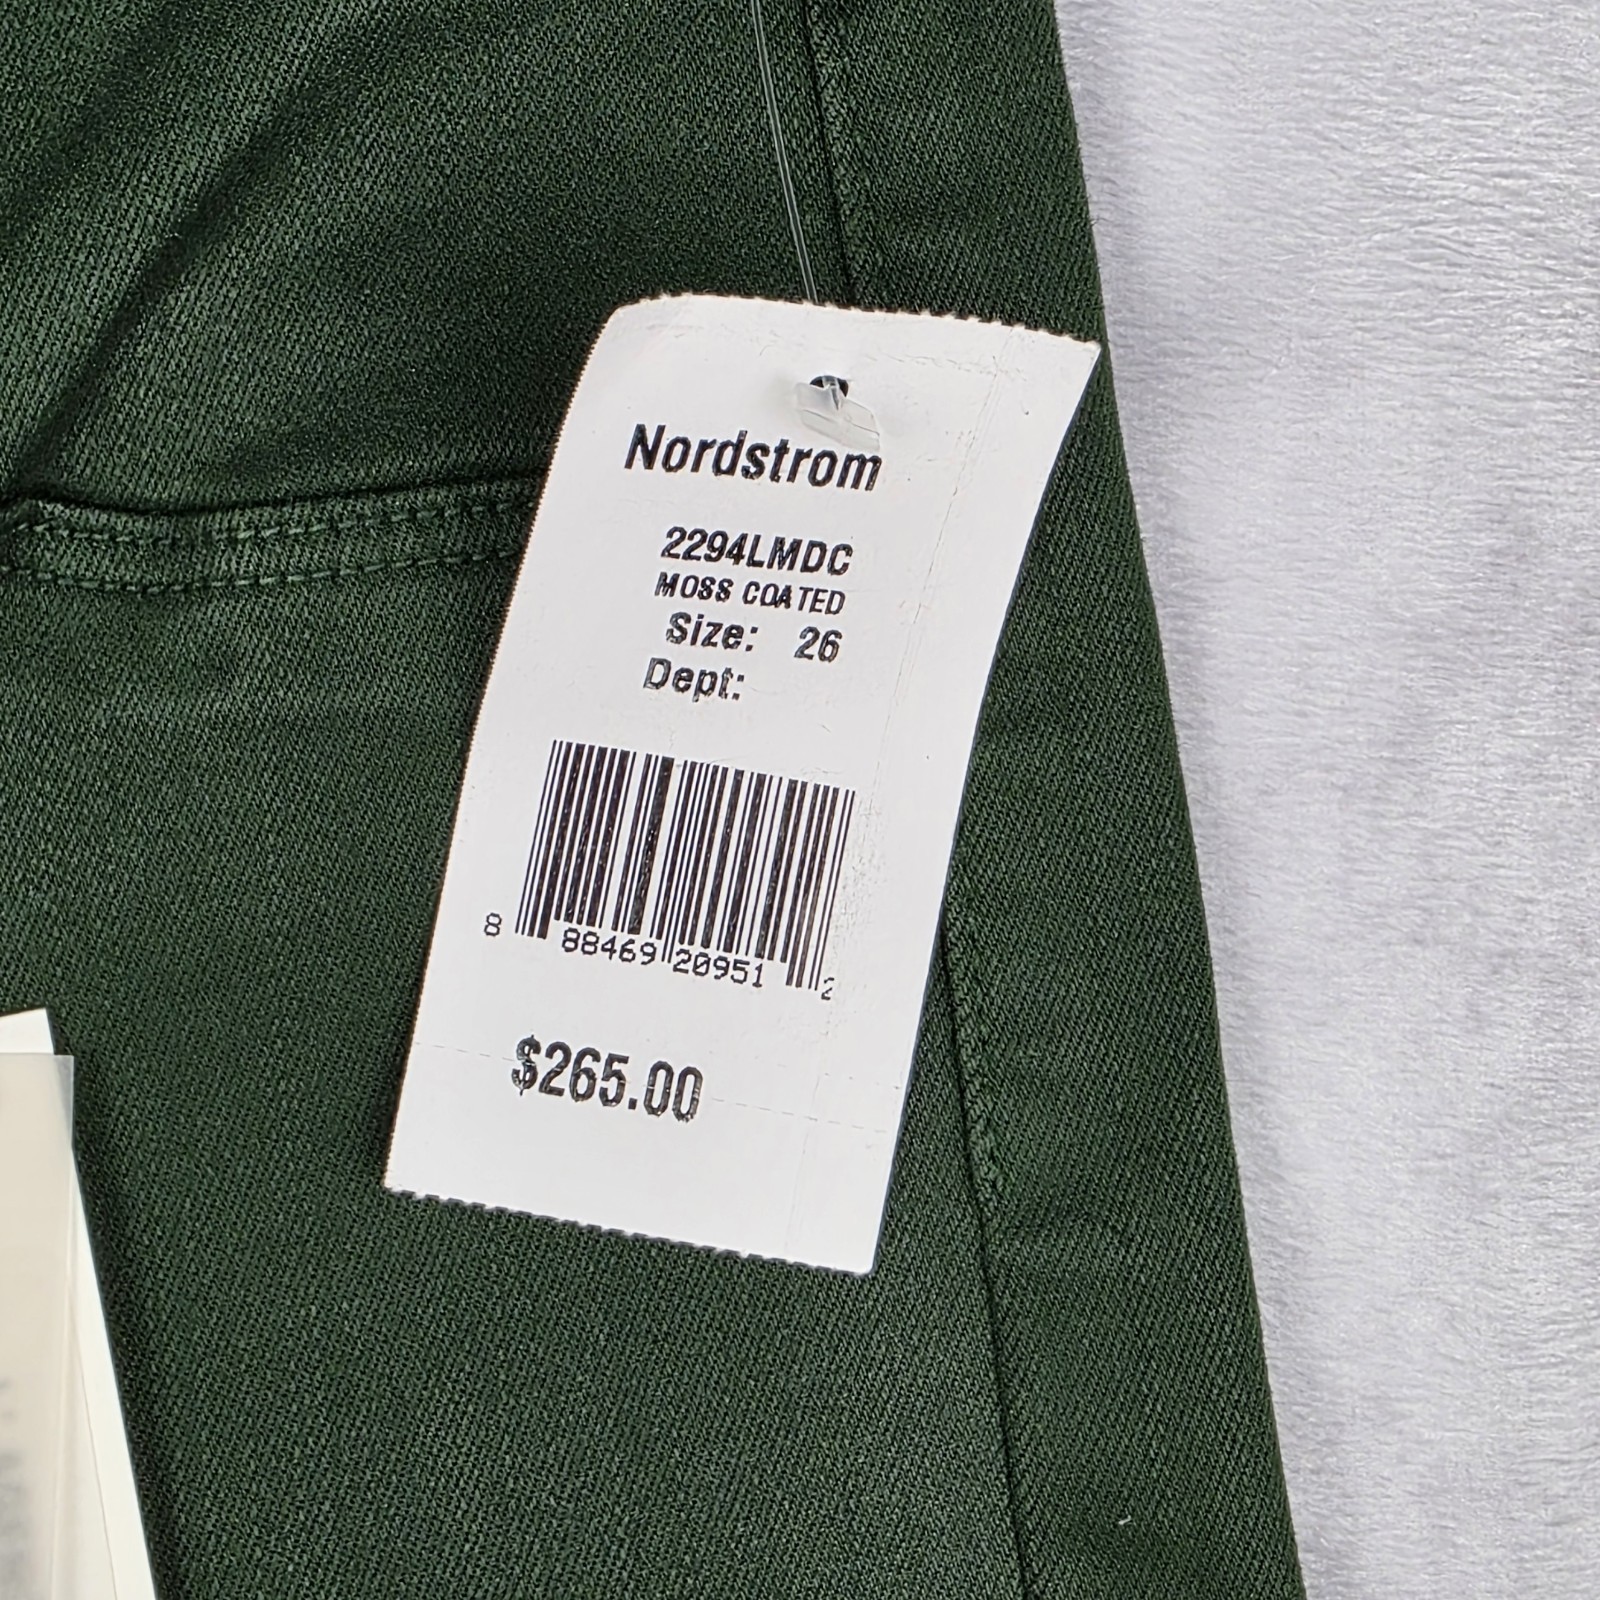 Nordstrom
2294LMDC
MOSS COATED
Size: 26
Dept:
8 88469 20951 2
$265.00